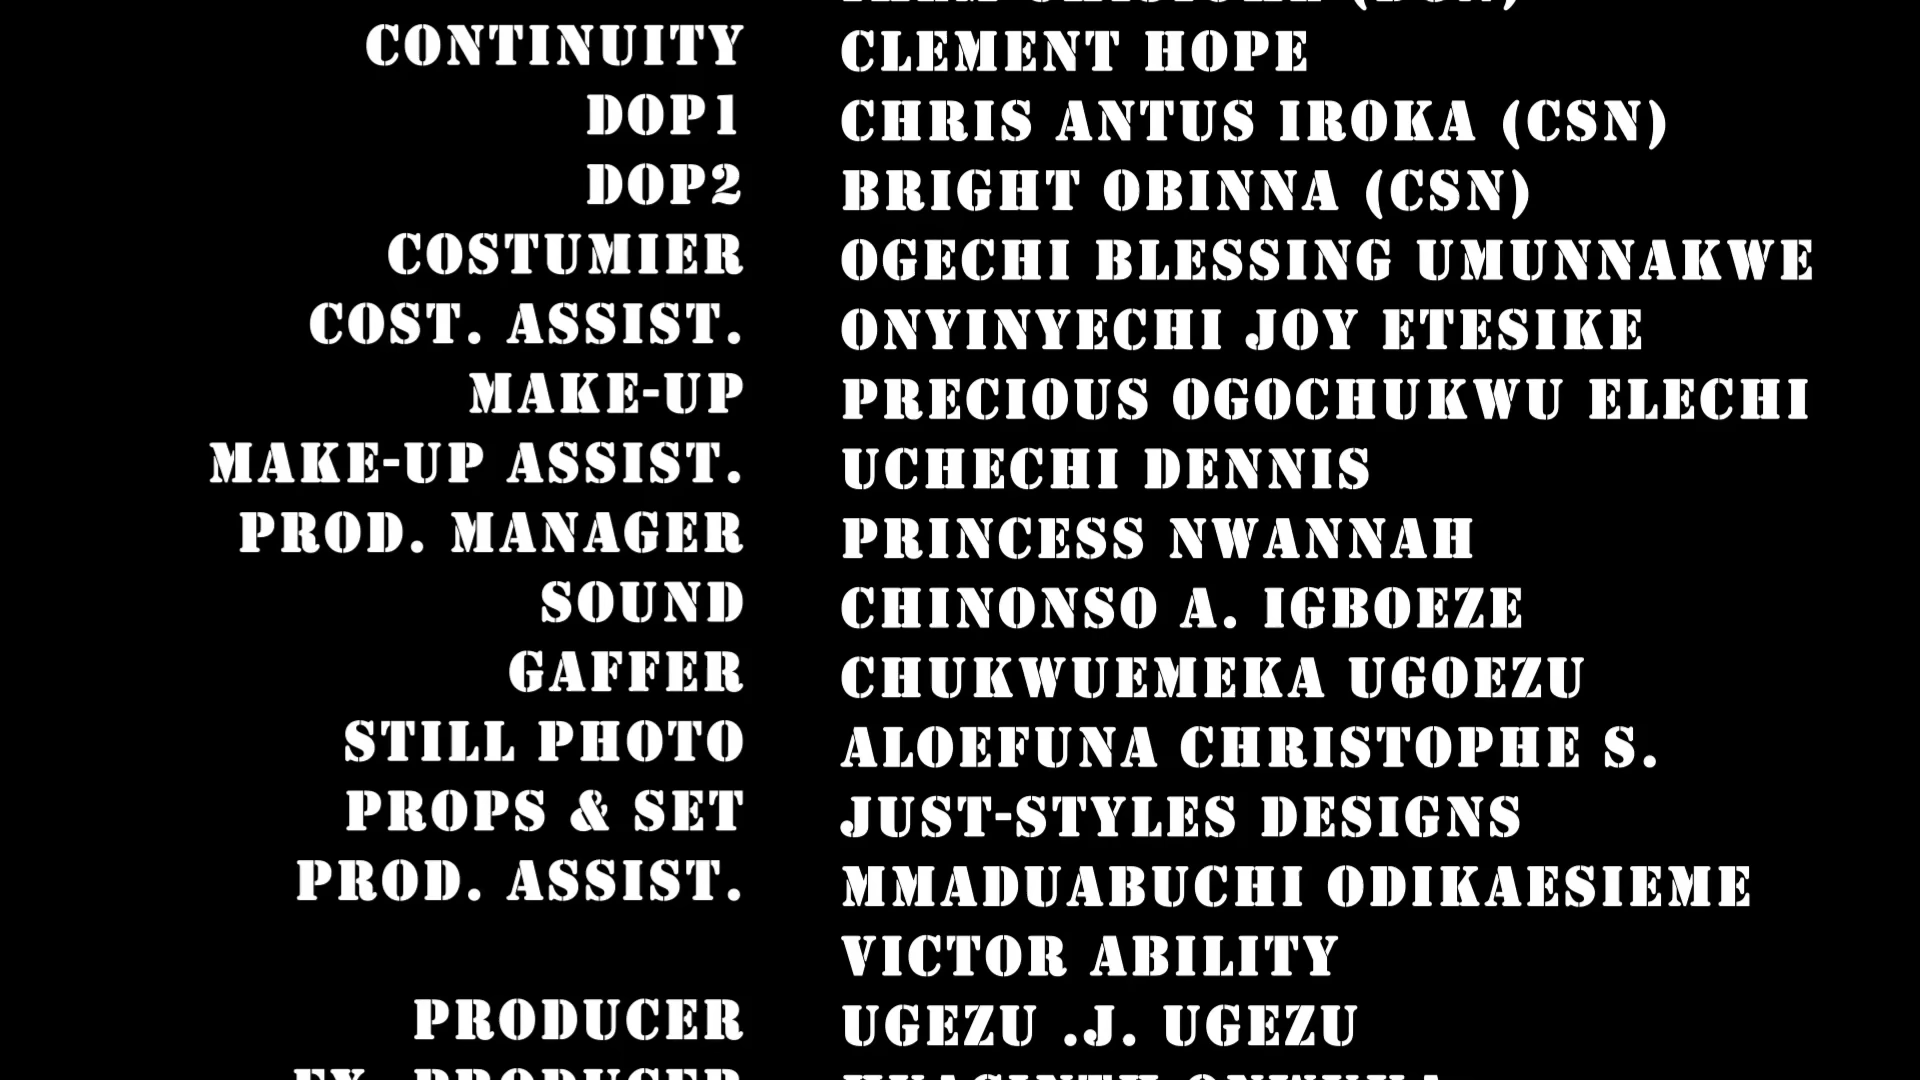 CONTINUITY CLEMENT HOPE
DOP1 CHRIS ANTUS IROKA (CSN)
DOP2 BRIGHT OBINNA (CSN)
COSTUMIER OGECHI BLESSING UMUNNAKWE
COST. ASSIST. ONYINYECHI JOY ETESIKE
MAKE-UP PRECIOUS OGOCHUKWU ELECHI
MAKE-UP ASSIST. UCHECHI DENNIS
PROD. MANAGER PRINCESS NWANNAH
SOUND CHINONSO A. IGBOEZE
GAFFER CHUKWUEMEKA UGOEZU
STILL PHOTO ALOEFUNA CHRISTOPHE S.
PROPS & SET JUST-STYLES DESIGNS
PROD. ASSIST. MMADUABUCHI ODIKAESIEME
VICTOR ABILITY
PRODUCER UGEZU .J. UGEZU
EX. PRODUCER